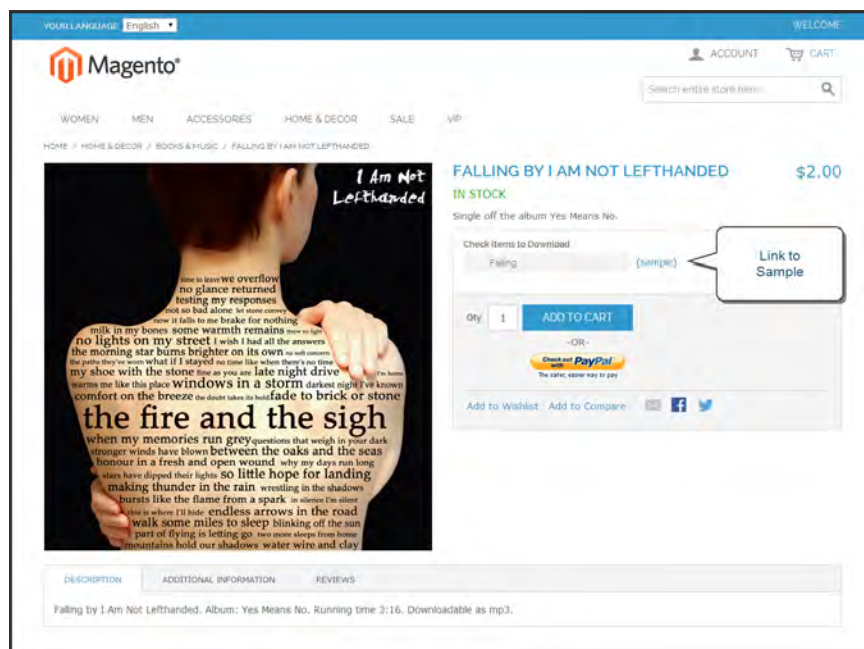 YOUR LANGUAGE: English
WELCOME
Magento®
ACCOUNT
CART
Search entire store here...
WOMEN MEN ACCESSORIES HOME & DECOR SALE VIP
HOME / HOME & DECOR / BOOKS & MUSIC / FALLING BY I AM NOT LEFTHANDED
I Am Not
Lefthanded
time to leave we overflow
no glance returned
testing my responses
not so bad alone let stone convey
now it falls to me brake for nothing
milk in my bones some warmth remains
no lights on my street I wish I had all the answers
the morning star burns brighter on its own no soft concern
the paths they've worn what if I stayed no time like when there's no time
my shoe with the stone fine as you are late night drive I'm home
warms me like this place windows in a storm darkest night I've known
comfort on the breeze the doubt takes its hold fade to brick or stone
the fire and the sigh
when my memories run grey questions that weigh in your dark
stronger winds have blown between the oaks and the seas
honour in a fresh and open wound why my days run long
stars have dipped their lights so little hope for landing
making thunder in the rain wrestling in the shadows
bursts like the flame from a spark in silence I'm silent
this is where I'll hide endless arrows in the road
walk some miles to sleep blinking off the sun
part of flying is letting go two more sleeps from home
mountains hold our shadows water wire and clay
FALLING BY I AM NOT LEFTHANDED $2.00
IN STOCK
Single off the album Yes Means No.
Check Items to Download
Falling (Sample)
Link to
Sample
Qty 1 ADD TO CART
-OR-
Check out with PayPal
The safer, easier way to pay
Add to Wishlist Add to Compare
DESCRIPTION ADDITIONAL INFORMATION REVIEWS
Falling by I Am Not Lefthanded. Album: Yes Means No. Running time 3:16. Downloadable as mp3.